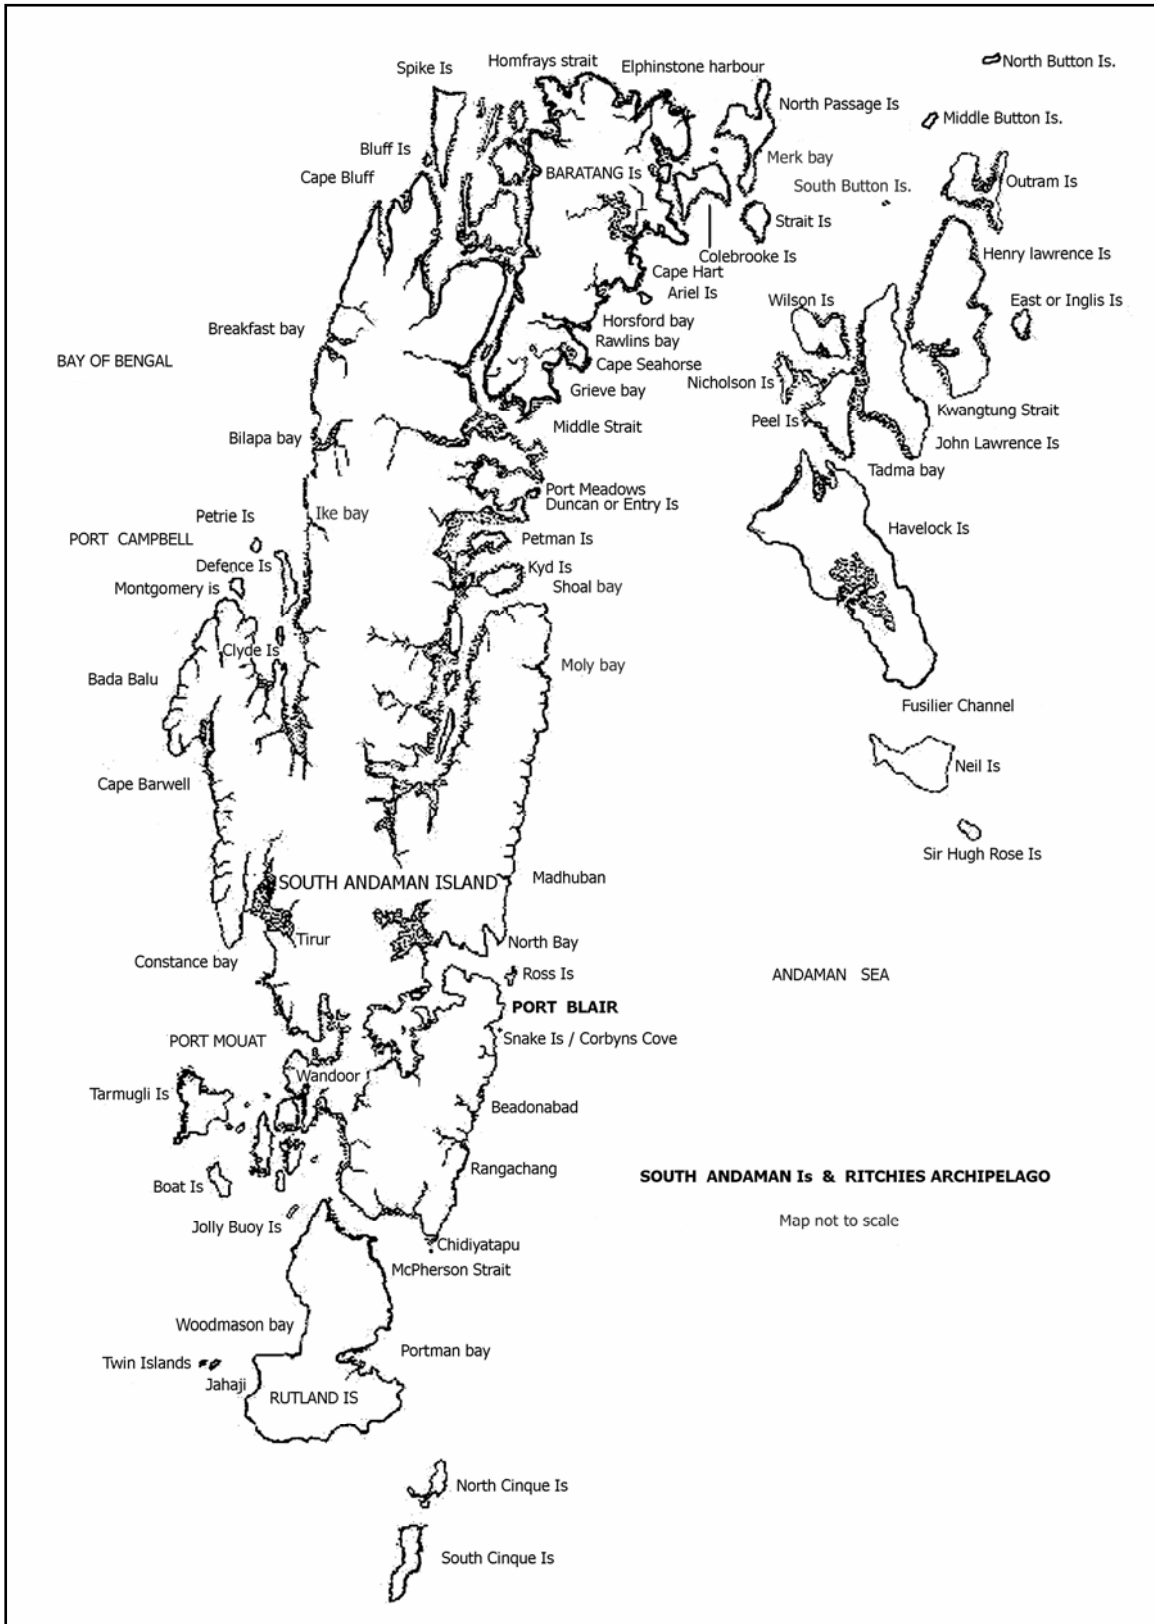 Homfrays strait
Elphinstone harbour
North Button Is.
Spike Is
North Passage Is
Middle Button Is.
Bluff Is
Merk bay
Cape Bluff
BARATANG Is
South Button Is.
Outram Is
Strait Is
Colebrooke Is
Henry lawrence Is
Cape Hart
Ariel Is
Wilson Is
East or Inglis Is
Horsford bay
Breakfast bay
Rawlins bay
BAY OF BENGAL
Cape Seahorse
Nicholson Is
Grieve bay
Kwangtung Strait
Peel Is
Middle Strait
Bilapa bay
John Lawrence Is
Tadma bay
Port Meadows
Duncan or Entry Is
Petrie Is
Ike bay
Havelock Is
PORT CAMPBELL
Petman Is
Defence Is
Kyd Is
Montgomery is
Shoal bay
Clyde Is
Moly bay
Bada Balu
Fusilier Channel
Neil Is
Cape Barwell
Sir Hugh Rose Is
SOUTH ANDAMAN ISLAND
Madhuban
Tirur
North Bay
Constance bay
Ross Is
ANDAMAN SEA
PORT BLAIR
PORT MOUAT
Snake Is / Corbyns Cove
Wandoor
Tarmugli Is
Beadonabad
Rangachang
SOUTH ANDAMAN Is & RITCHIES ARCHIPELAGO
Boat Is
Map not to scale
Jolly Buoy Is
Chidiyatapu
McPherson Strait
Woodmason bay
Portman bay
Twin Islands
Jahaji
RUTLAND IS
North Cinque Is
South Cinque Is